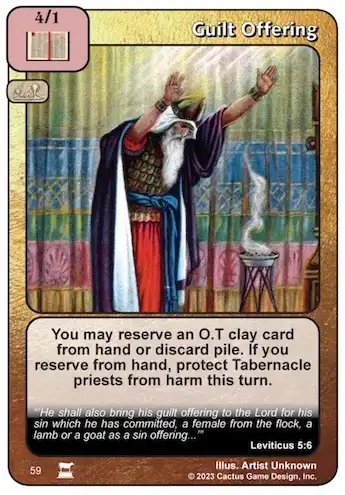 4/1
Guilt Offering
You may reserve an O.T clay card
from hand or discard pile. If you
reserve from hand, protect Tabernacle
priests from harm this turn.
"'He shall also bring his guilt offering to the Lord for his
sin which he has committed, a female from the flock, a
lamb or a goat as a sin offering...'"
Leviticus 5:6
Illus. Artist Unknown
59
© 2023 Cactus Game Design, Inc.